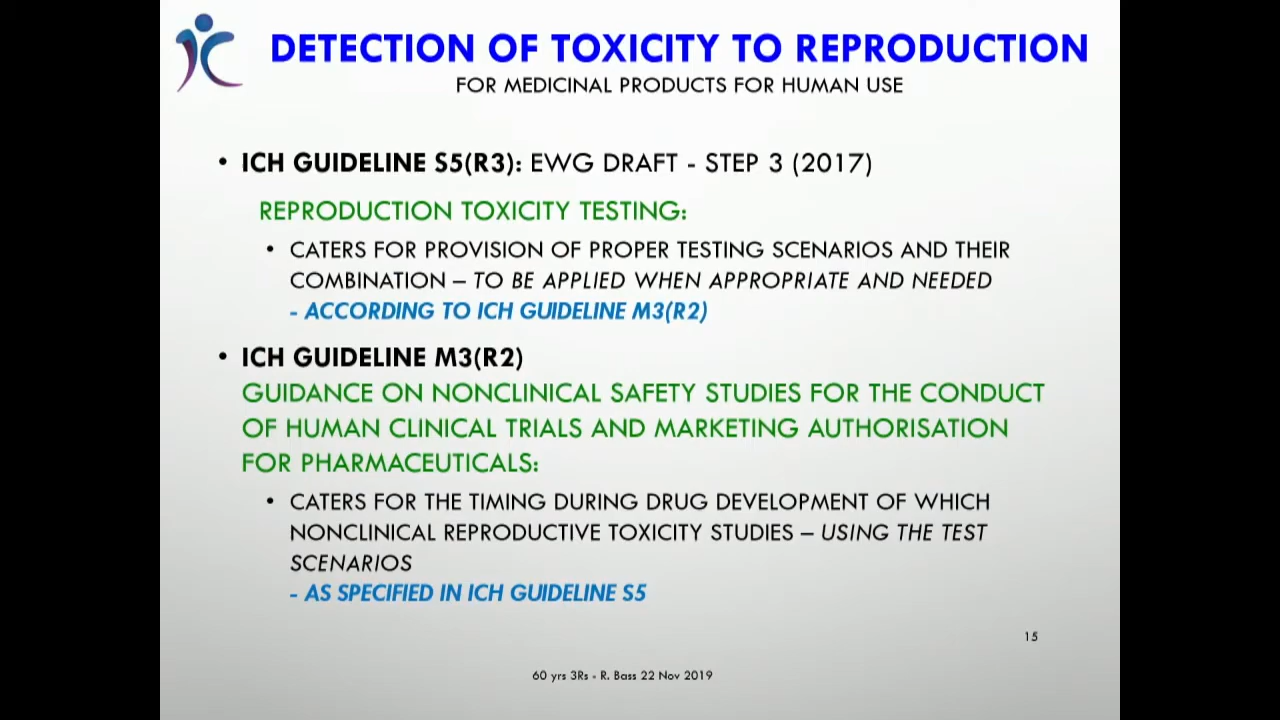 DETECTION OF TOXICITY TO REPRODUCTION
FOR MEDICINAL PRODUCTS FOR HUMAN USE
• ICH GUIDELINE S5(R3): EWG DRAFT - STEP 3 (2017)
REPRODUCTION TOXICITY TESTING:
• CATERS FOR PROVISION OF PROPER TESTING SCENARIOS AND THEIR
COMBINATION – TO BE APPLIED WHEN APPROPRIATE AND NEEDED
- ACCORDING TO ICH GUIDELINE M3(R2)
• ICH GUIDELINE M3(R2)
GUIDANCE ON NONCLINICAL SAFETY STUDIES FOR THE CONDUCT
OF HUMAN CLINICAL TRIALS AND MARKETING AUTHORISATION
FOR PHARMACEUTICALS:
• CATERS FOR THE TIMING DURING DRUG DEVELOPMENT OF WHICH
NONCLINICAL REPRODUCTIVE TOXICITY STUDIES – USING THE TEST
SCENARIOS
- AS SPECIFIED IN ICH GUIDELINE S5
15
60 yrs 3Rs - R. Bass 22 Nov 2019